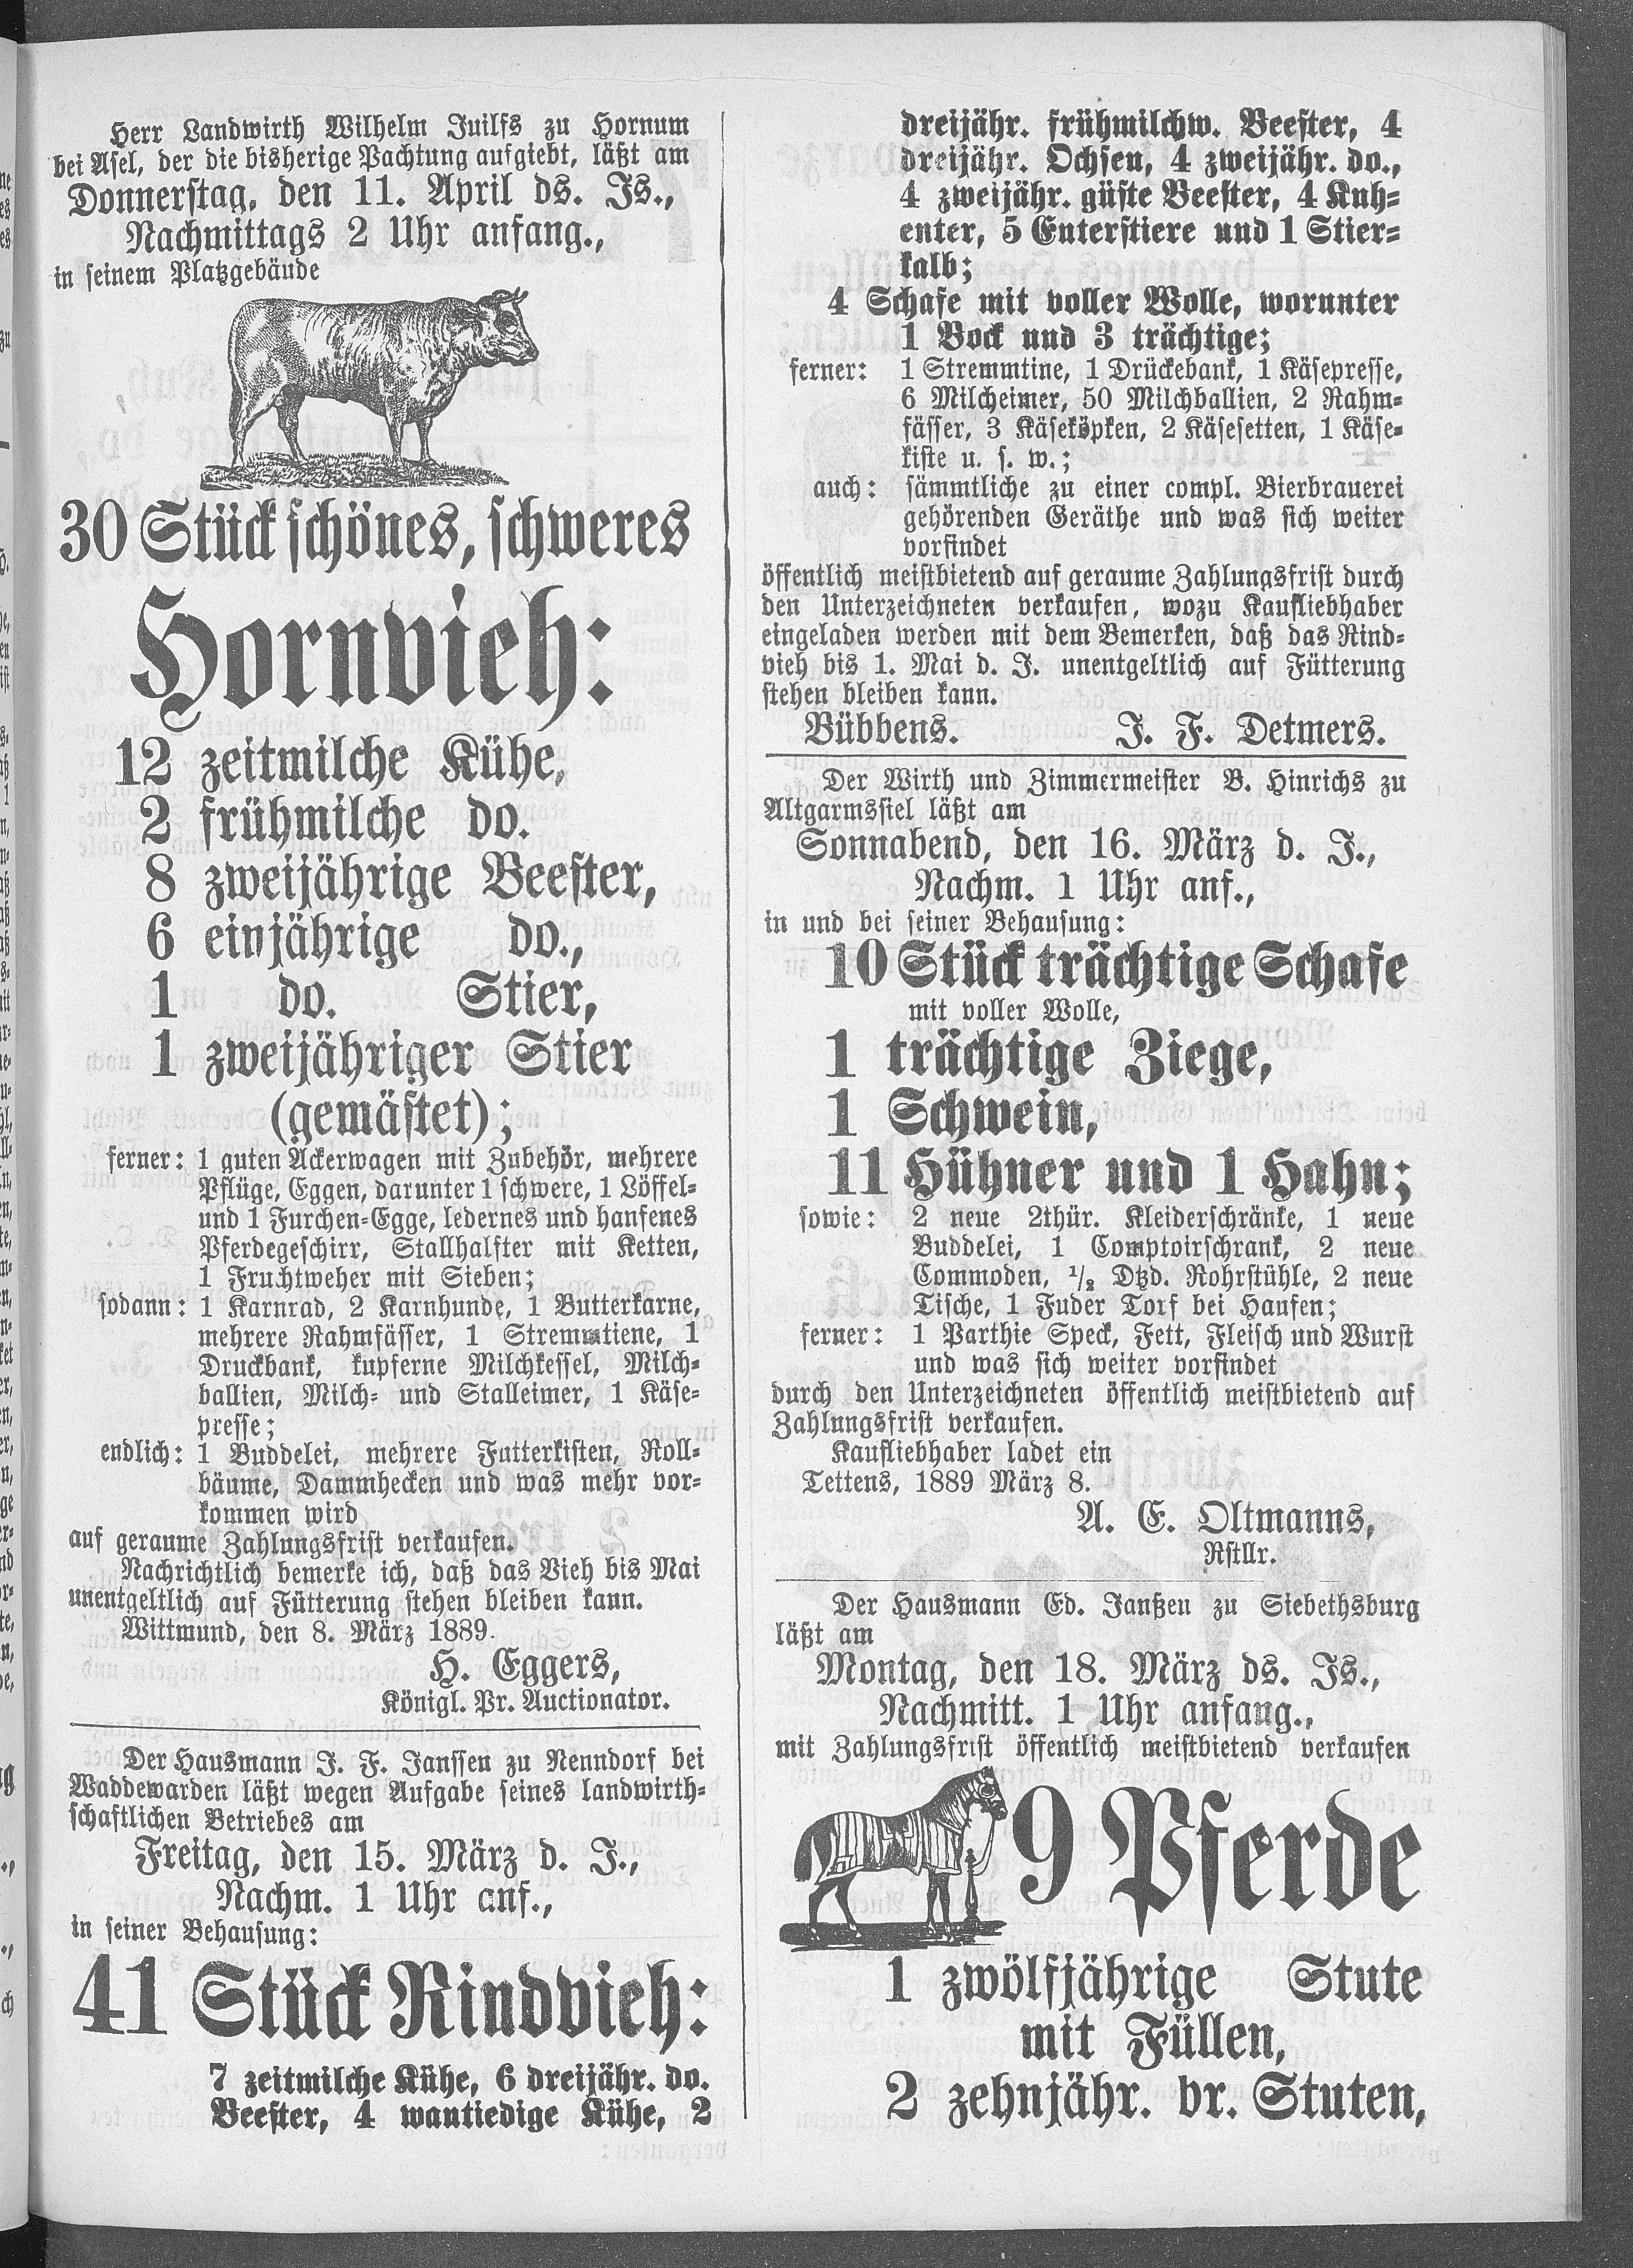 Herr Landwirth Wilhelm Juilfs zu Hornum
bei Asel, der die bisherige Pachtung aufgiebt, läßt am
Donnerstag, den 11. April ds. Js.,
Nachmittags 2 Uhr anfang.,
in seinem Platzgebäude
30 Stück schönes, schweres
Hornvieh:
12 zeitmilche Kühe,
2 frühmilche do.
8 zweijährige Beester,
6 einjährige do.,
1 do. Stier,
1 zweijähriger Stier
(gemästet);
ferner: 1 guten Ackerwagen mit Zubehör, mehrere
Pflüge, Eggen, darunter 1 schwere, 1 Löffel-
und 1 Furchen-Egge, ledernes und hanfenes
Pferdegeschirr, Stallhalfter mit Ketten,
1 Fruchtweher mit Sieben;
sodann: 1 Karnrad, 2 Karnhunde, 1 Butterkarne,
mehrere Rahmfässer, 1 Stremmtiene, 1
Druckbank, kupferne Milchkessel, Milch-
ballien, Milch- und Stalleimer, 1 Käse-
presse;
endlich: 1 Buddelei, mehrere Futterkisten, Roll-
bäume, Dammhecken und was mehr vor-
kommen wird
auf geraume Zahlungsfrist verkaufen.
Nachrichtlich bemerke ich, daß das Vieh bis Mai
unentgeltlich auf Fütterung stehen bleiben kann.
Wittmund, den 8. März 1889.
H. Eggers,
Königl. Pr. Auctionator.
Der Hausmann J. F. Janssen zu Nenndorf bei
Waddewarden läßt wegen Aufgabe seines landwirth-
schaftlichen Betriebes am
Freitag, den 15. März d. J.,
Nachm. 1 Uhr anf.,
in seiner Behausung:
41 Stück Rindvieh:
7 zeitmilche Kühe, 6 dreijähr. do.
Beester, 4 wantiedige Kühe, 2
dreijähr. frühmilchw. Beester, 4
dreijähr. Ochsen, 4 zweijähr. do.,
4 zweijähr. güste Beester, 4 Kuh-
enter, 5 Enterstiere und 1 Stier-
kalb;
4 Schafe mit voller Wolle, worunter
1 Bock und 3 trächtige;
ferner: 1 Stremmtine, 1 Drückebank, 1 Käsepresse,
6 Milcheimer, 50 Milchballien, 2 Rahm-
fässer, 3 Käseköpken, 2 Käsesetten, 1 Käse-
kiste u. s. w.;
auch: sämmtliche zu einer compl. Bierbrauerei
gehörenden Geräthe und was sich weiter
vorfindet
öffentlich meistbietend auf geraume Zahlungsfrist durch
den Unterzeichneten verkaufen, wozu Kaufliebhaber
eingeladen werden mit dem Bemerken, daß das Rind-
vieh bis 1. Mai d. J. unentgeltlich auf Fütterung
stehen bleiben kann.
Bübbens. J. F. Detmers.
Der Wirth und Zimmermeister B. Hinrichs zu
Altgarmssiel läßt am
Sonnabend, den 16. März d. J.,
Nachm. 1 Uhr anf.,
in und bei seiner Behausung:
10 Stück trächtige Schafe
mit voller Wolle,
1 trächtige Ziege,
1 Schwein,
11 Hühner und 1 Hahn;
sowie: 2 neue 2thür. Kleiderschränke, 1 neue
Buddelei, 1 Comptoirschrank, 2 neue
Commoden, 1/2 Dtzd. Rohrstühle, 2 neue
Tische, 1 Fuder Torf bei Haufen;
ferner: 1 Parthie Speck, Fett, Fleisch und Wurst
und was sich weiter vorfindet
durch den Unterzeichneten öffentlich meistbietend auf
Zahlungsfrist verkaufen.
Kaufliebhaber ladet ein
Tettens, 1889 März 8.
A. E. Oltmanns,
Rstllr.
Der Hausmann Ed. Janßen zu Siebethsburg
läßt am
Montag, den 18. März ds. Js.,
Nachmitt. 1 Uhr anfang.,
mit Zahlungsfrist öffentlich meistbietend verkaufen
9 Pferde
1 zwölfjährige Stute
mit Füllen,
2 zehnjähr. br. Stuten,